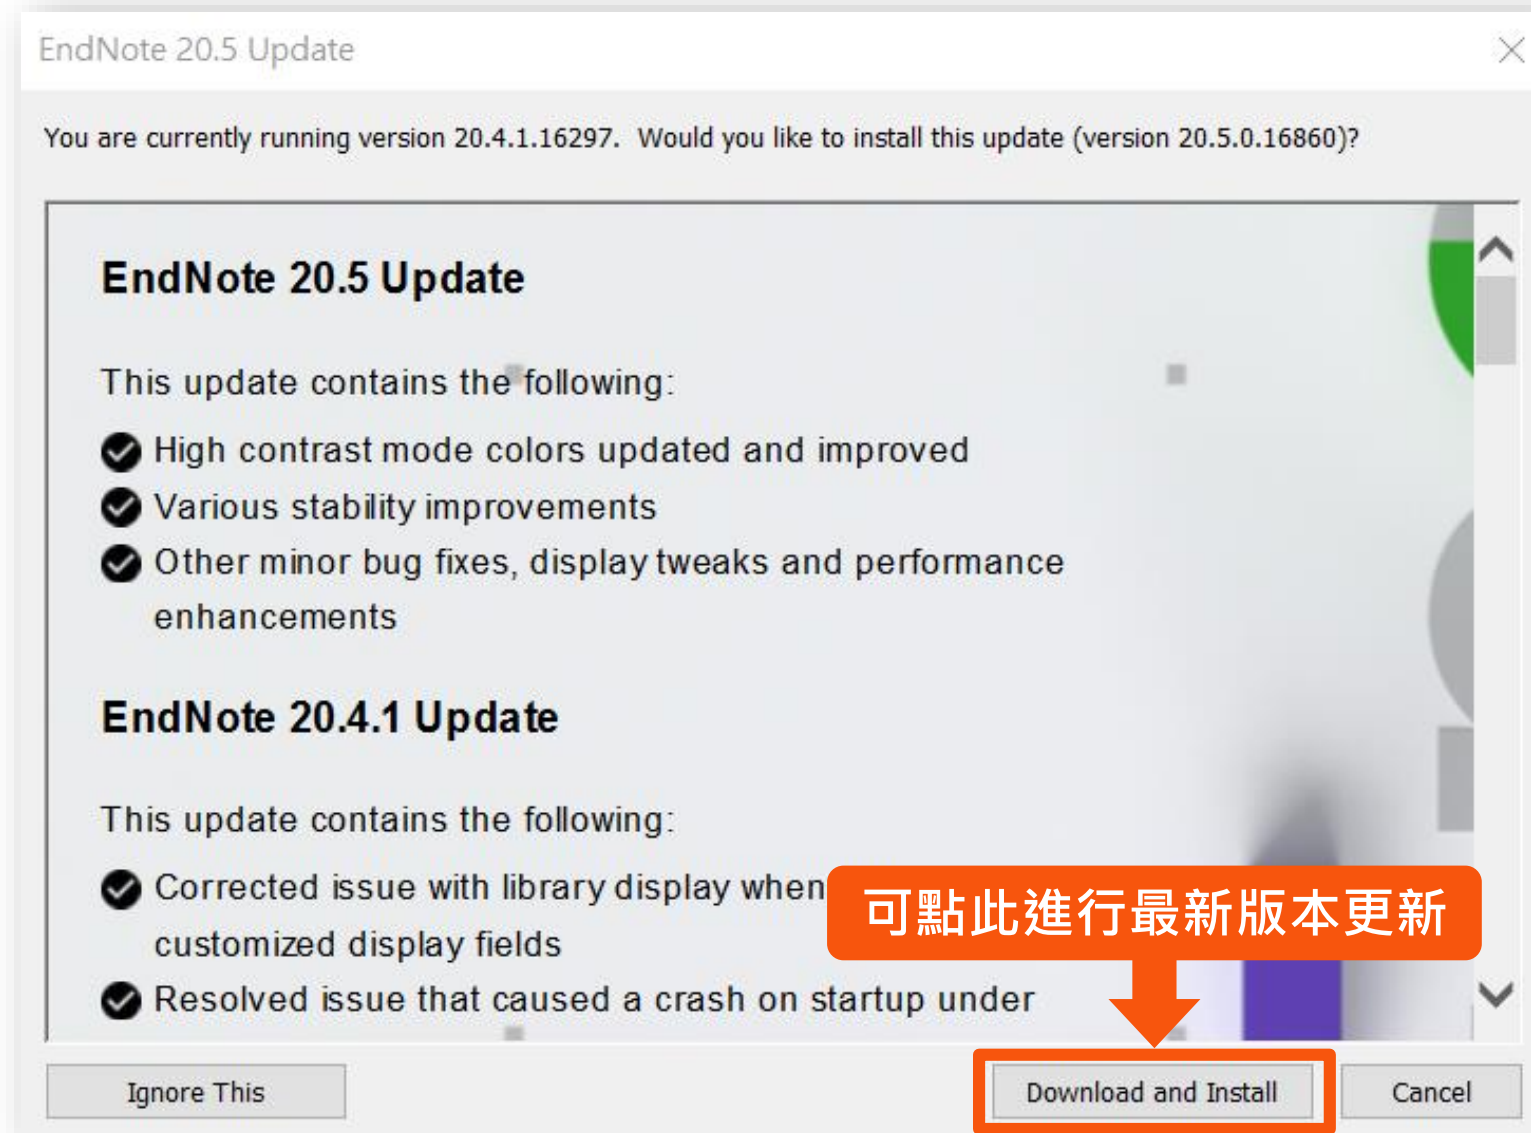 EndNote 20.5 Update
You are currently running version 20.4.1.16297.  Would you like to install this update (version 20.5.0.16860)?
EndNote 20.5 Update
This update contains the following:
High contrast mode colors updated and improved
Various stability improvements
Other minor bug fixes, display tweaks and performance
enhancements
EndNote 20.4.1 Update
This update contains the following:
Corrected issue with library display when
customized display fields
可點此進行最新版本更新
Resolved issue that caused a crash on startup under
Ignore This
Download and Install
Cancel